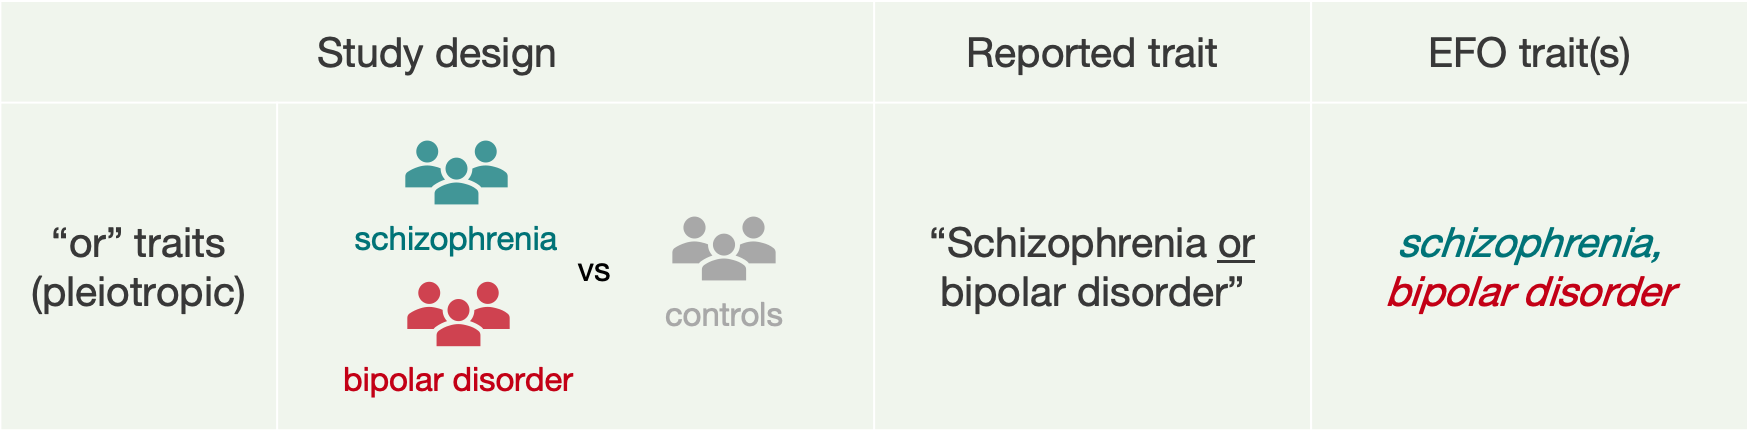 Study design
Reported trait
EFO trait(s)
“or” traits
(pleiotropic)
schizophrenia
vs
bipolar disorder
controls
“Schizophrenia or
bipolar disorder”
schizophrenia,
bipolar disorder